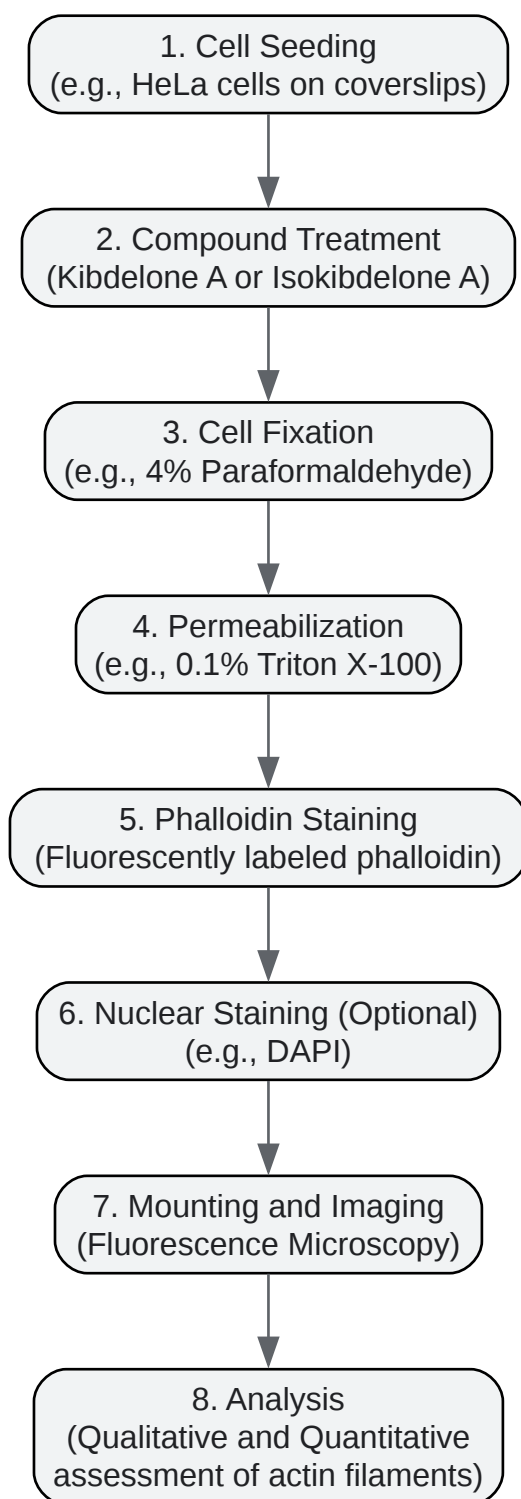 1. Cell Seeding
(e.g., HeLa cells on coverslips)
2. Compound Treatment
(Kibdelone A or Isokibdelone A)
3. Cell Fixation
(e.g., 4% Paraformaldehyde)
4. Permeabilization
(e.g., 0.1% Triton X-100)
5. Phalloidin Staining
(Fluorescently labeled phalloidin)
6. Nuclear Staining (Optional)
(e.g., DAPI)
7. Mounting and Imaging
(Fluorescence Microscopy)
8. Analysis
(Qualitative and Quantitative
assessment of actin filaments)